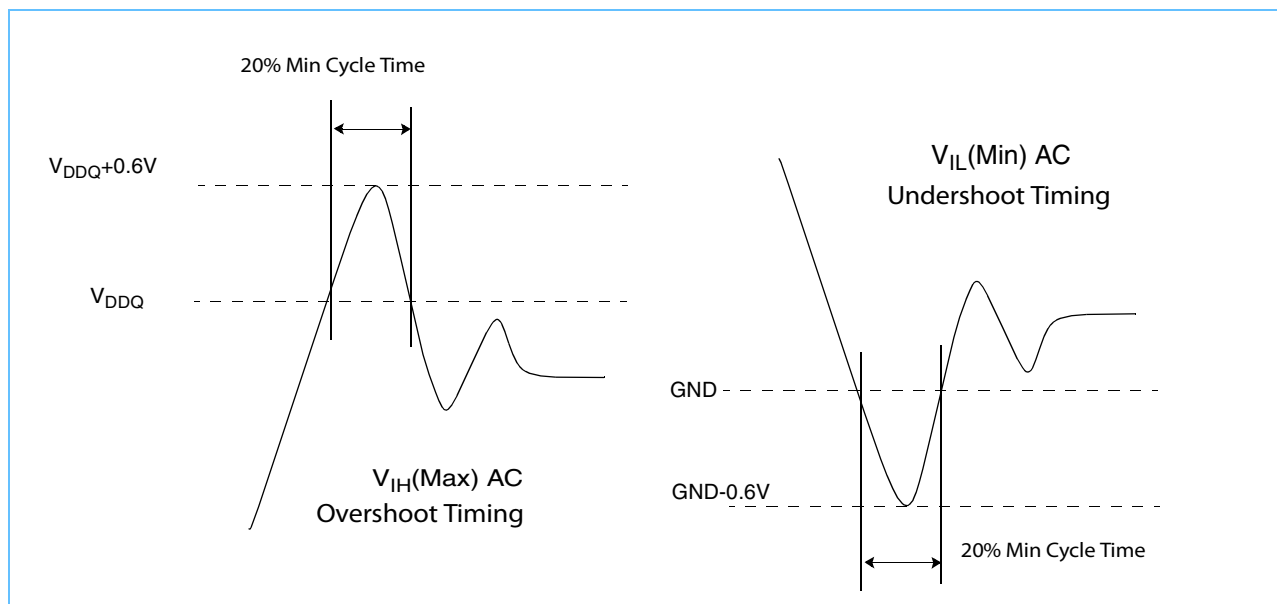 20% Min Cycle Time
VDDQ+0.6V
VDDQ
VIH(Max) AC
Overshoot Timing
VIL(Min) AC
Undershoot Timing
GND
GND-0.6V
20% Min Cycle Time